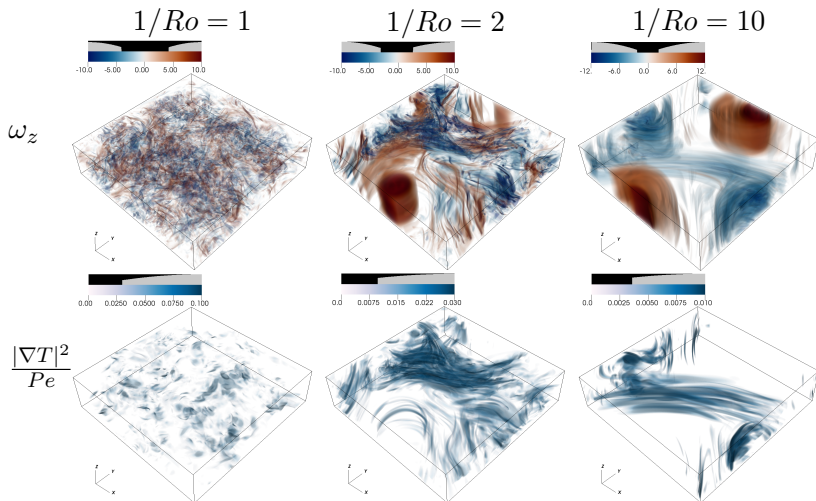 1/Ro = 1 1/Ro = 2 1/Ro = 10
-10.0 -5.00 0.0 5.00 10.0 -10.0 -5.00 0.0 5.00 10.0 -12. -6.0 0.0 6.0 12.
ω_z
Z Y X Z Y X Z Y X
0.00 0.0250 0.0500 0.0750 0.100 0.0 0.0075 0.015 0.022 0.030 0.0 0.0025 0.0050 0.0075 0.010
|∇T|²
Pe
Z Y X Z Y X Z Y X